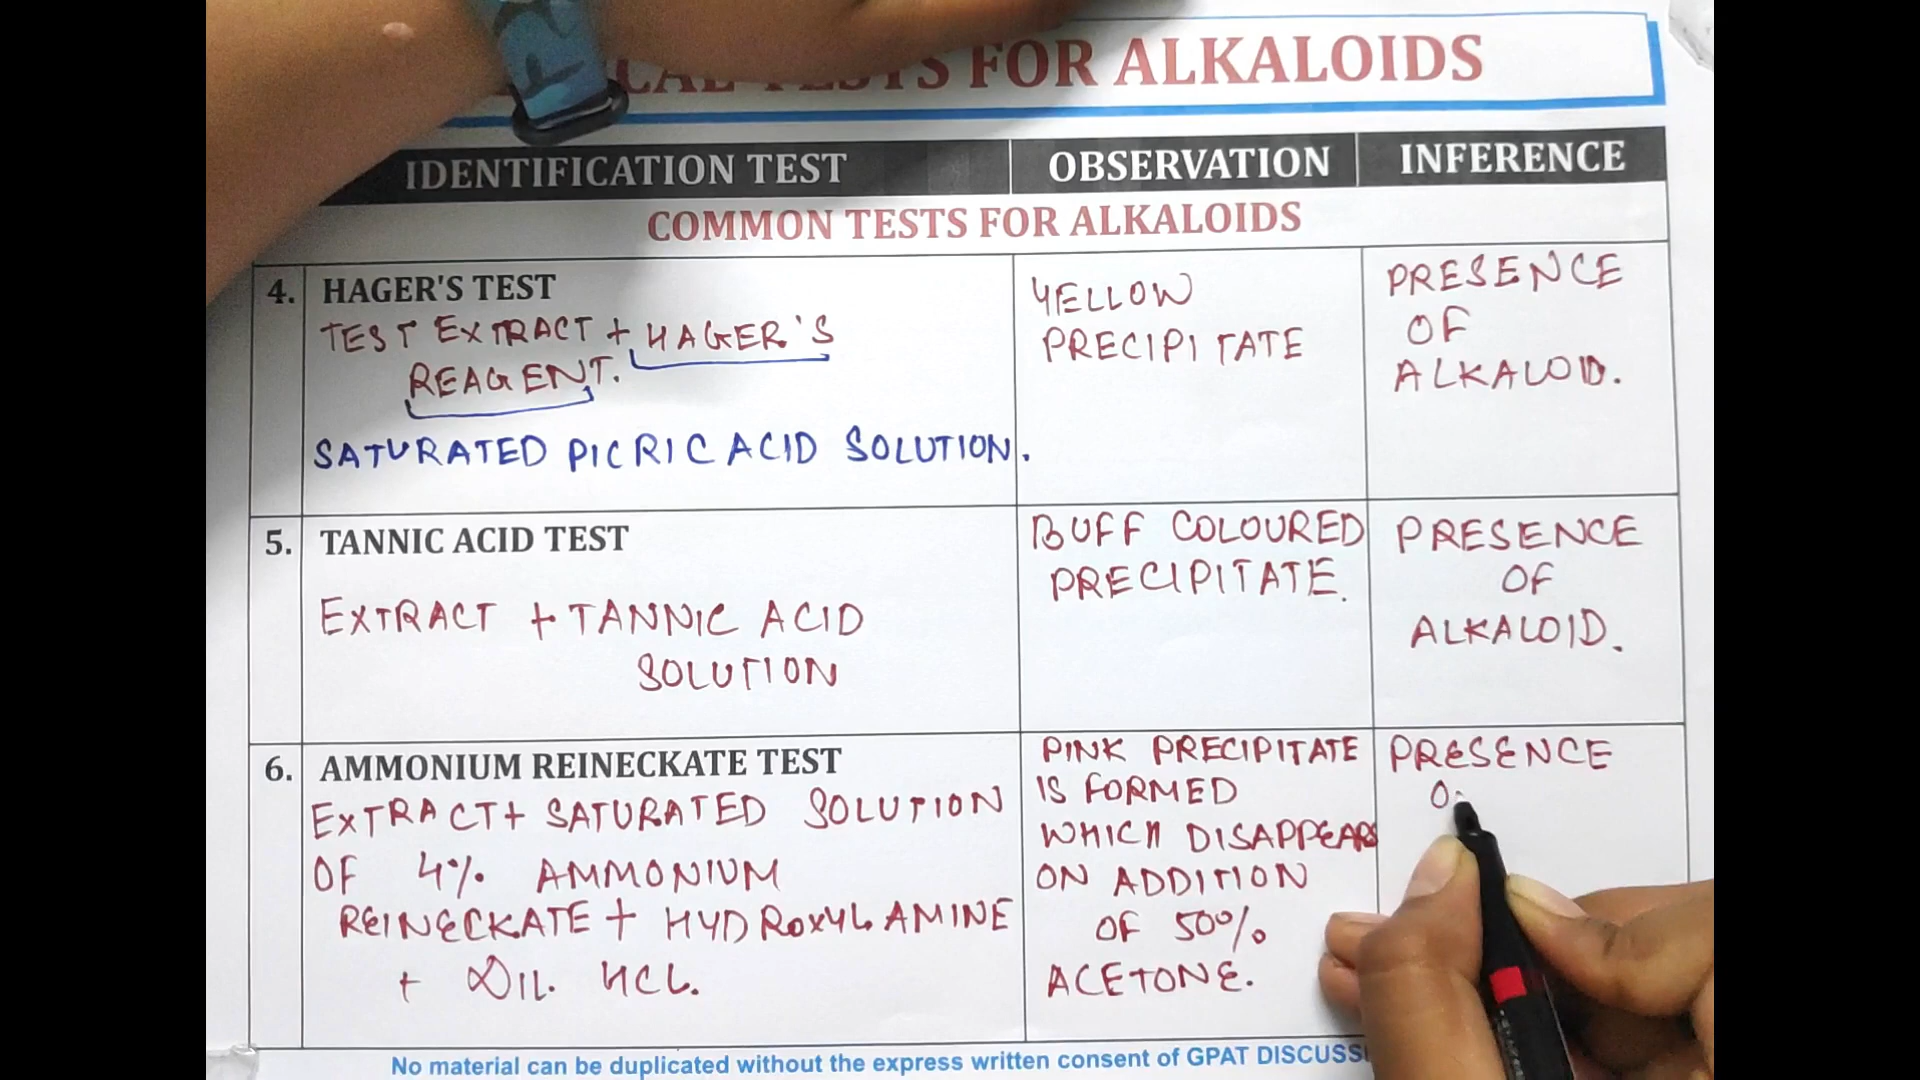 CAL TESTS FOR ALKALOIDS
IDENTIFICATION TEST
OBSERVATION
INFERENCE
COMMON TESTS FOR ALKALOIDS
4. HAGER'S TEST
TEST EXTRACT + HAGER'S
REAGENT.
SATURATED PICRIC ACID SOLUTION.
YELLOW
PRECIPITATE
PRESENCE
OF
ALKALOD.
5. TANNIC ACID TEST
EXTRACT + TANNIC ACID
SOLUTION
BUFF COLOURED
PRECIPITATE.
PRESENCE
OF
ALKALOID.
6. AMMONIUM REINECKATE TEST
EXTRACT + SATURATED SOLUTION
OF 4% AMMONIUM
REINECKATE + HYDROXYLAMINE
+ DIL. HCL.
PINK PRECIPITATE
IS FORMED
WHICH DISAPPEARS
ON ADDITION
OF 50%
ACETONE.
PRESENCE
O
No material can be duplicated without the express written consent of GPAT DISCUSSI